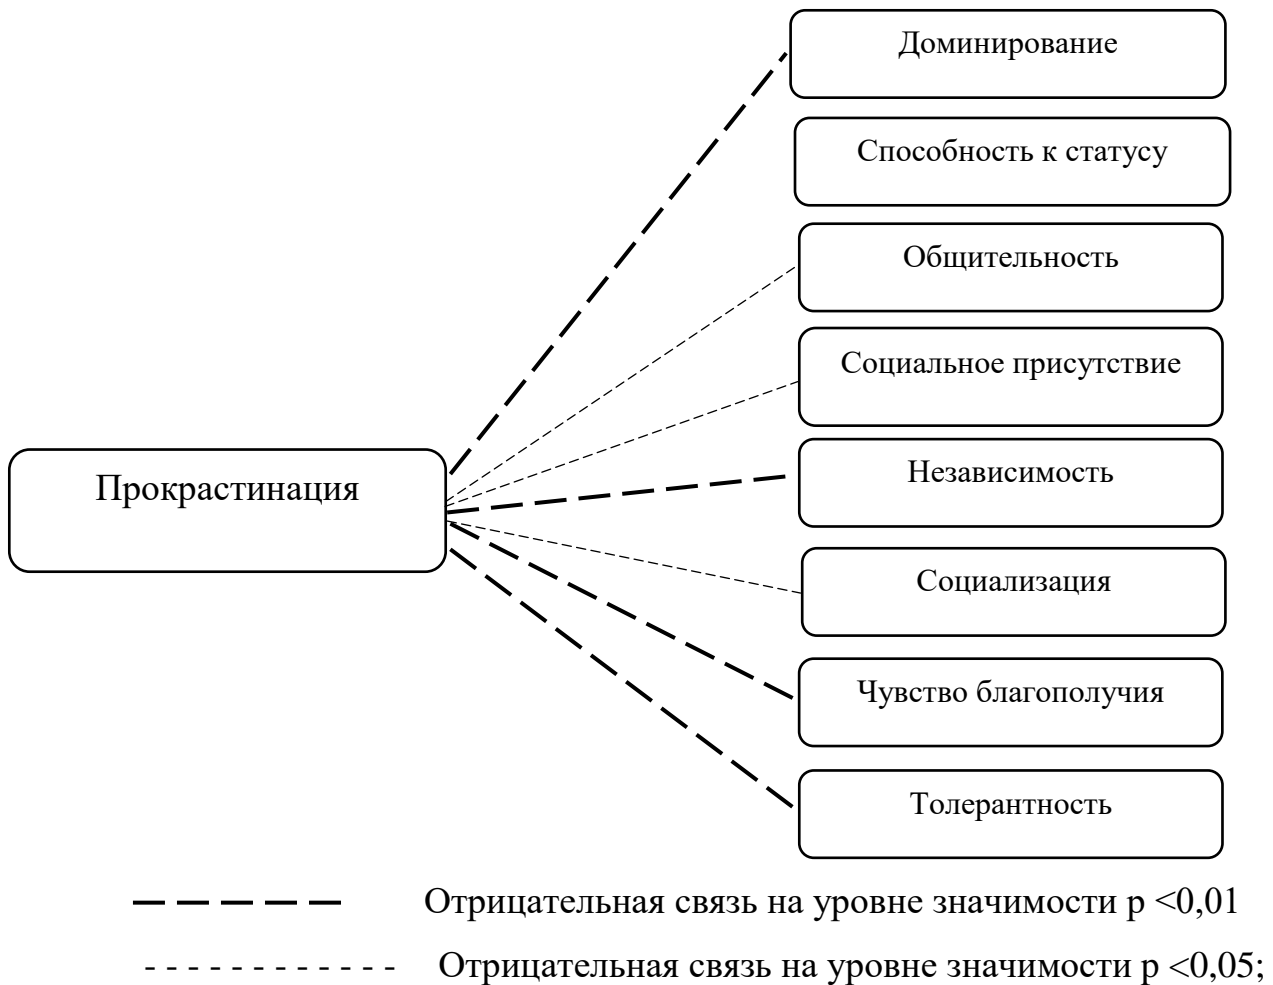 Доминирование
Способность к статусу
Общительность
Социальное присутствие
Прокрастинация
Независимость
Социализация
Чувство благополучия
Толерантность
Отрицательная связь на уровне значимости p <0,01
Отрицательная связь на уровне значимости p <0,05;